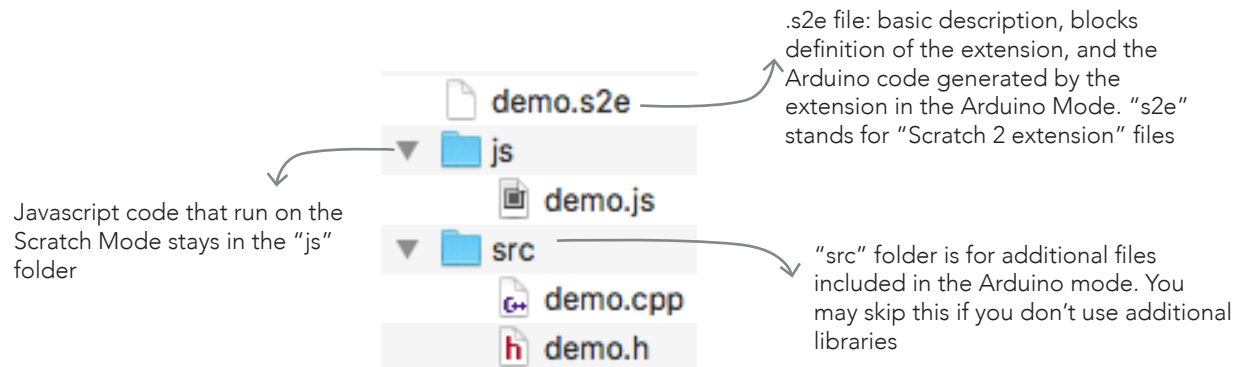 .s2e file: basic description, blocks
definition of the extension, and the
Arduino code generated by the
extension in the Arduino Mode. “s2e”
stands for “Scratch 2 extension” files
demo.s2e
js
demo.js
src
demo.cpp
demo.h
Javascript code that run on the
Scratch Mode stays in the “js”
folder
“src” folder is for additional files
included in the Arduino mode. You
may skip this if you don’t use additional
libraries